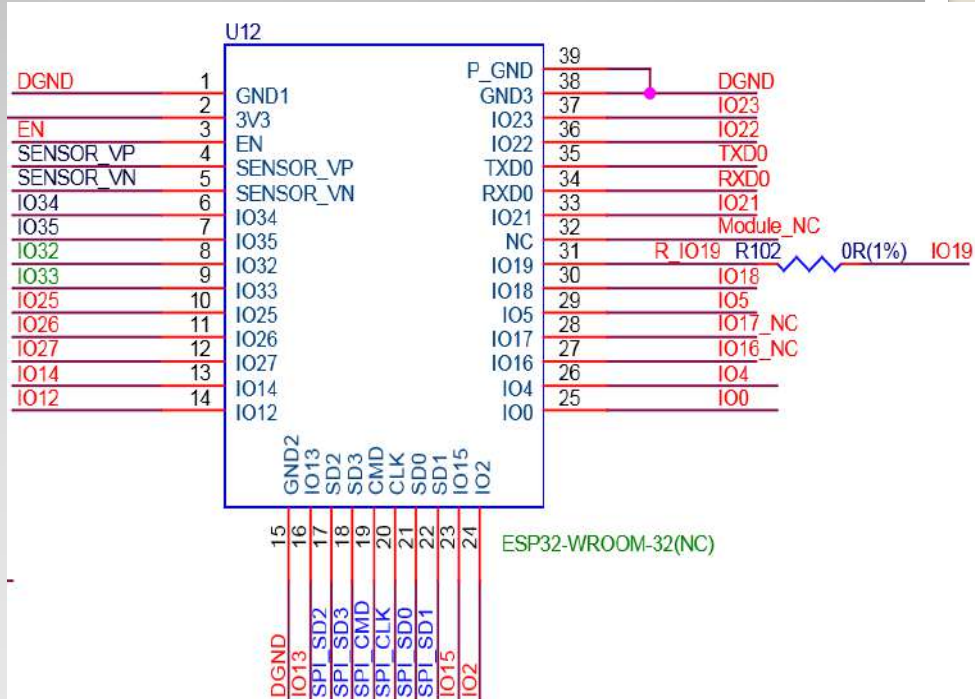 U12
DGND 1 GND1
2 3V3
EN 3 EN
SENSOR_VP 4 SENSOR_VP
SENSOR_VN 5 SENSOR_VN
IO34 6 IO34
IO35 7 IO35
IO32 8 IO32
IO33 9 IO33
IO25 10 IO25
IO26 11 IO26
IO27 12 IO27
IO14 13 IO14
IO12 14 IO12
P_GND 39
GND3 38 DGND
IO23 37 IO23
IO22 36 IO22
TXD0 35 TXD0
RXD0 34 RXD0
IO21 33 IO21
NC 32 Module_NC
IO19 31 R_IO19 R102 0R(1%) IO19
IO18 30 IO18
IO5 29 IO5
IO17 28 IO17_NC
IO16 27 IO16_NC
IO4 26 IO4
IO0 25 IO0
GND2 15 DGND
IO13 16 IO13
SD2 17 SPI_SD2
SD3 18 SPI_SD3
CMD 19 SPI_CMD
CLK 20 SPI_CLK
SD0 21 SPI_SD0
SD1 22 SPI_SD1
IO15 23 IO15
IO2 24 IO2
ESP32-WROOM-32(NC)